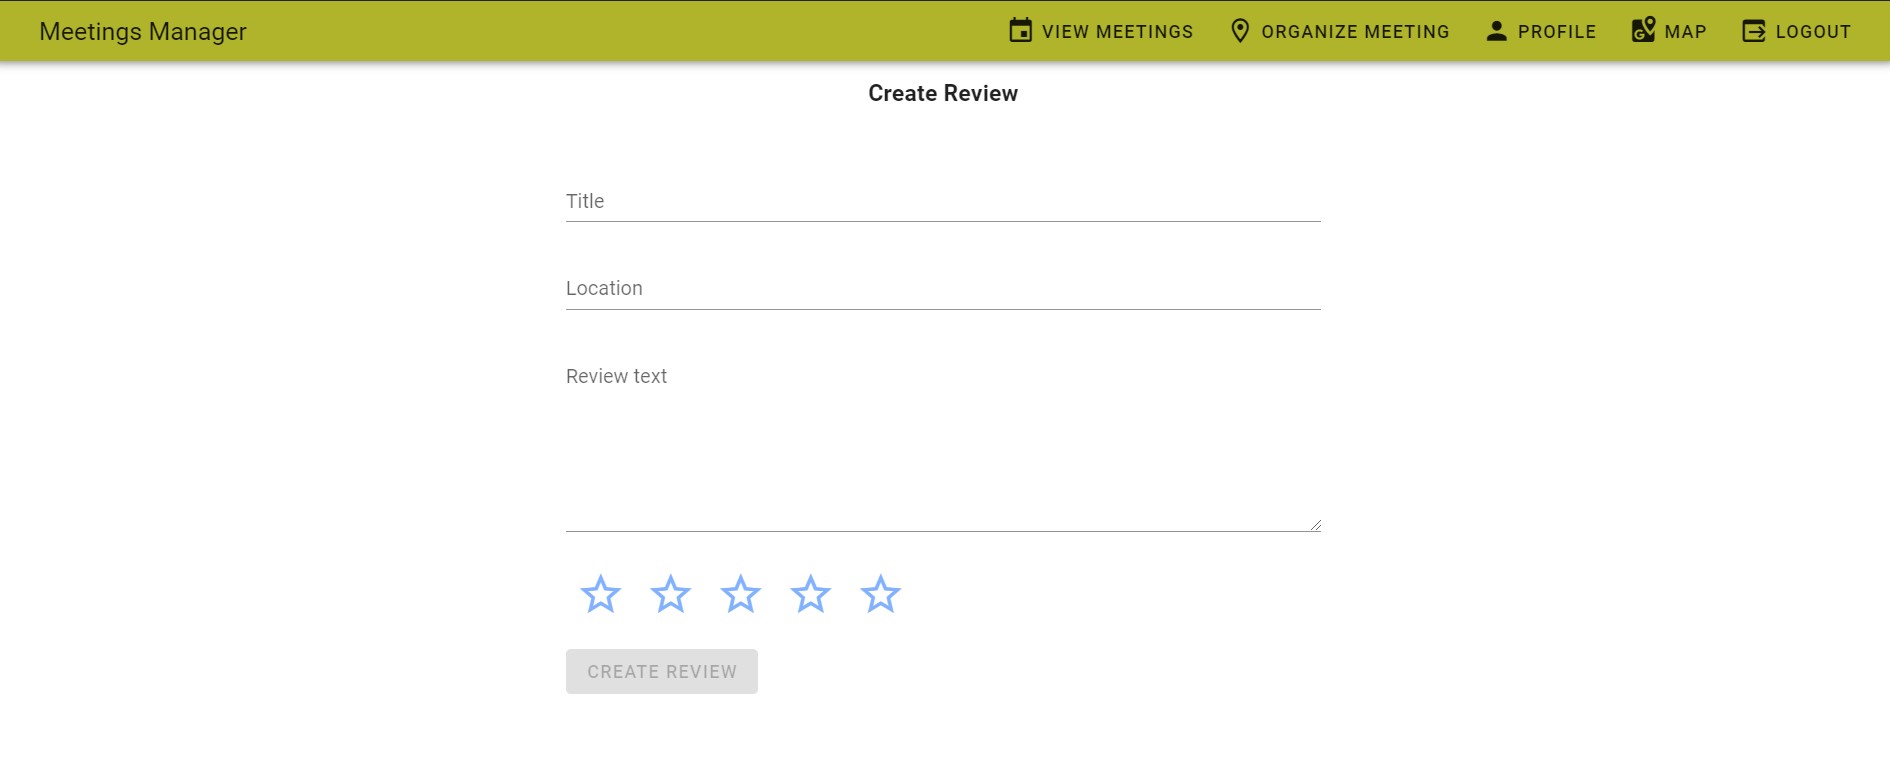 Meetings Manager VIEW MEETINGS ORGANIZE MEETING PROFILE MAP LOGOUT
Create Review
Title
Location
Review text
CREATE REVIEW